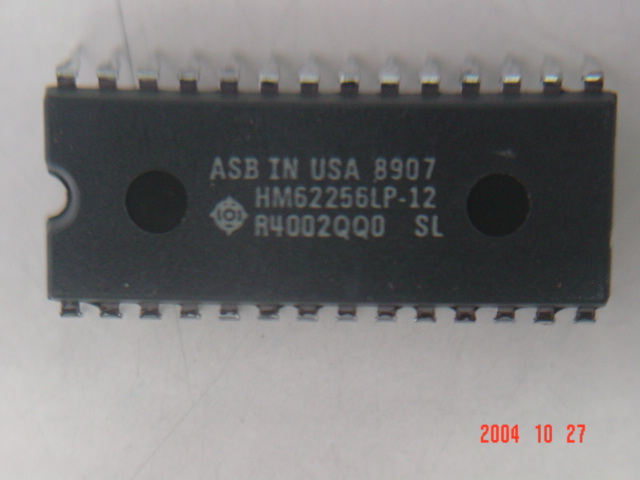 ASB IN USA 8907
HM62256LP-12
R4002QQ0 SL
2004 10 27